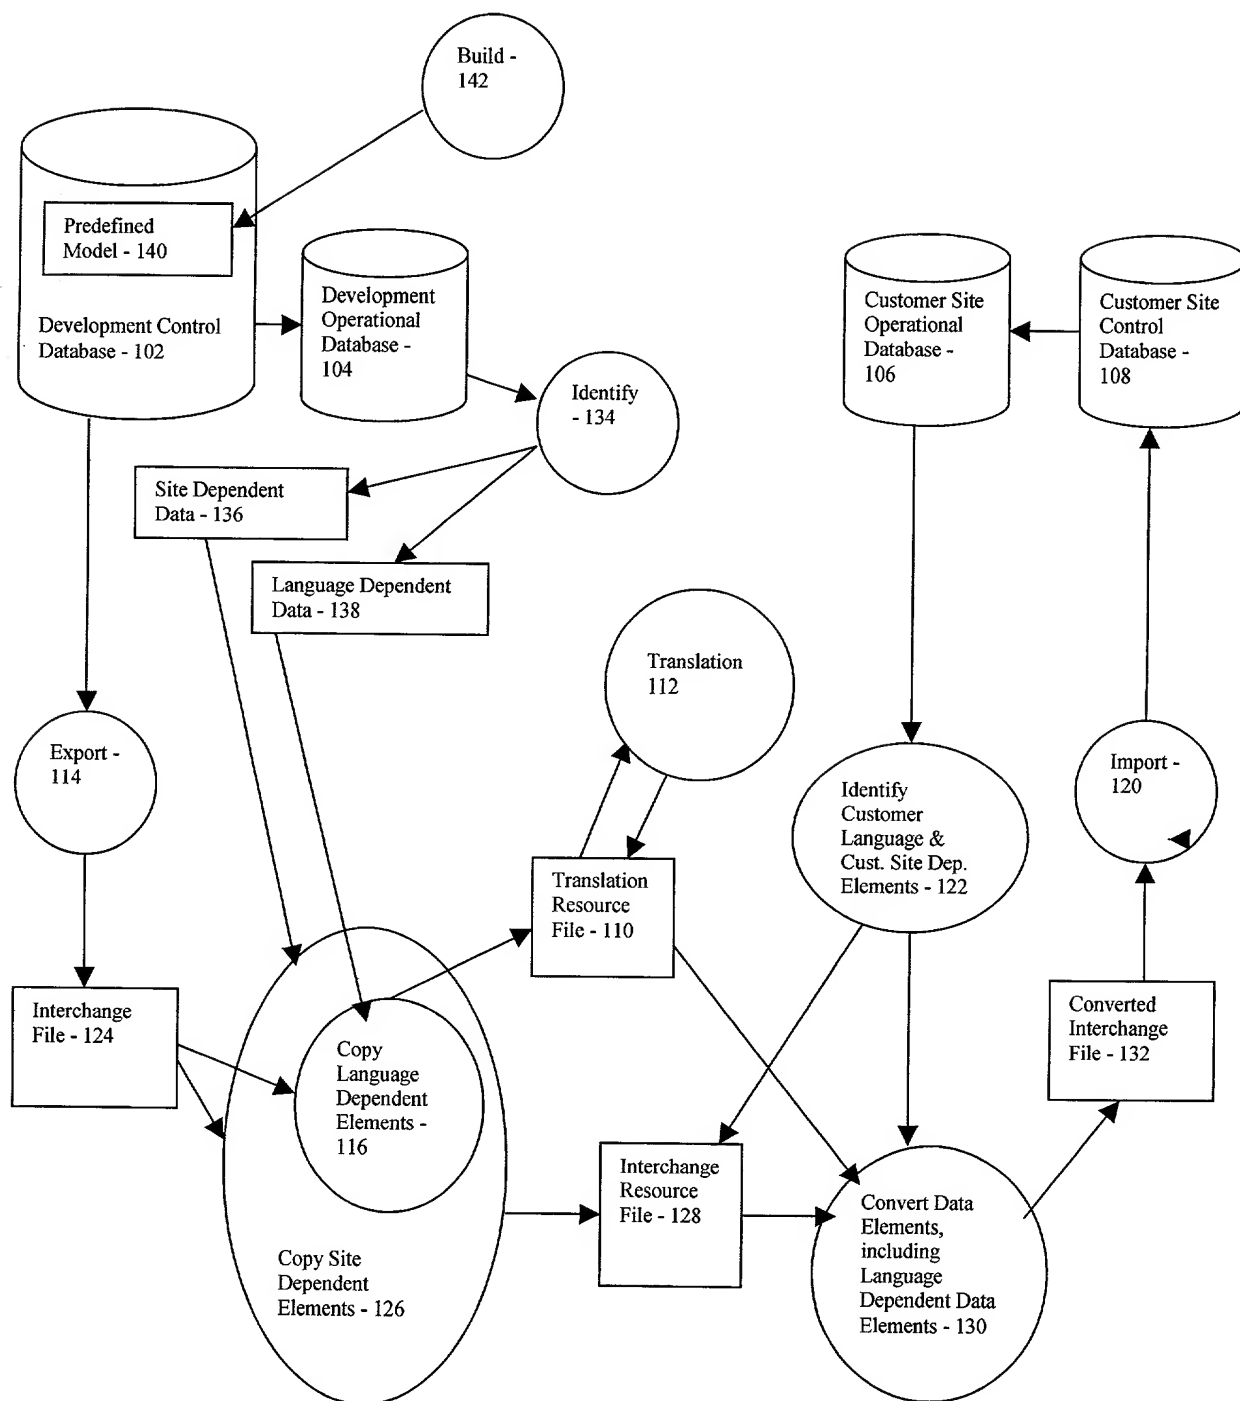 Build -
142
Predefined
Model - 140
Development Control
Database - 102
Development
Operational
Database -
104
Customer Site
Operational
Database -
106
Customer Site
Control
Database -
108
Identify
- 134
Site Dependent
Data - 136
Language Dependent
Data - 138
Translation
112
Export -
114
Identify
Customer
Language &
Cust. Site Dep.
Elements - 122
Import -
120
Translation
Resource
File - 110
Interchange
File - 124
Copy
Language
Dependent
Elements -
116
Converted
Interchange
File - 132
Interchange
Resource
File - 128
Copy Site
Dependent
Elements - 126
Convert Data
Elements,
including
Language
Dependent Data
Elements - 130